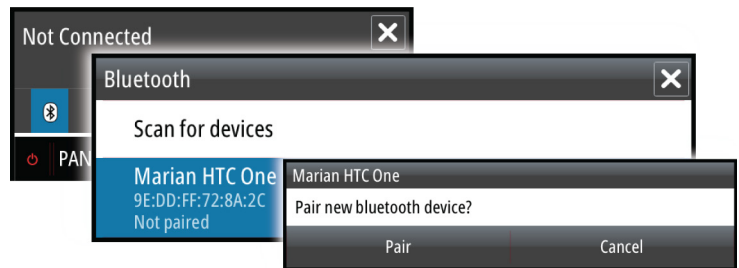 Not Connected
Bluetooth
Scan for devices
PAN
Marian HTC One
9E:DD:FF:72:8A:2C
Not paired
Marian HTC One
Pair new bluetooth device?
Pair Cancel